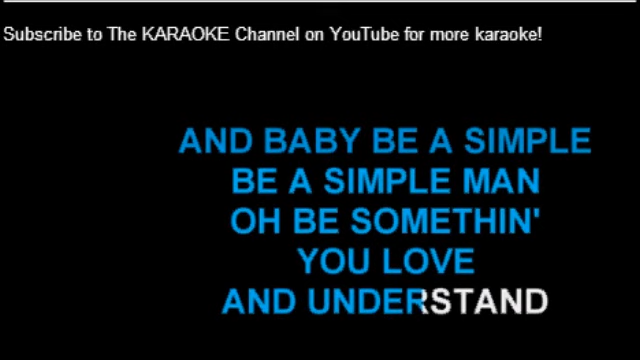 Subscribe to The KARAOKE Channel on YouTube for more karaoke!
AND BABY BE A SIMPLE
BE A SIMPLE MAN
OH BE SOMETHIN'
YOU LOVE
AND UNDERSTAND